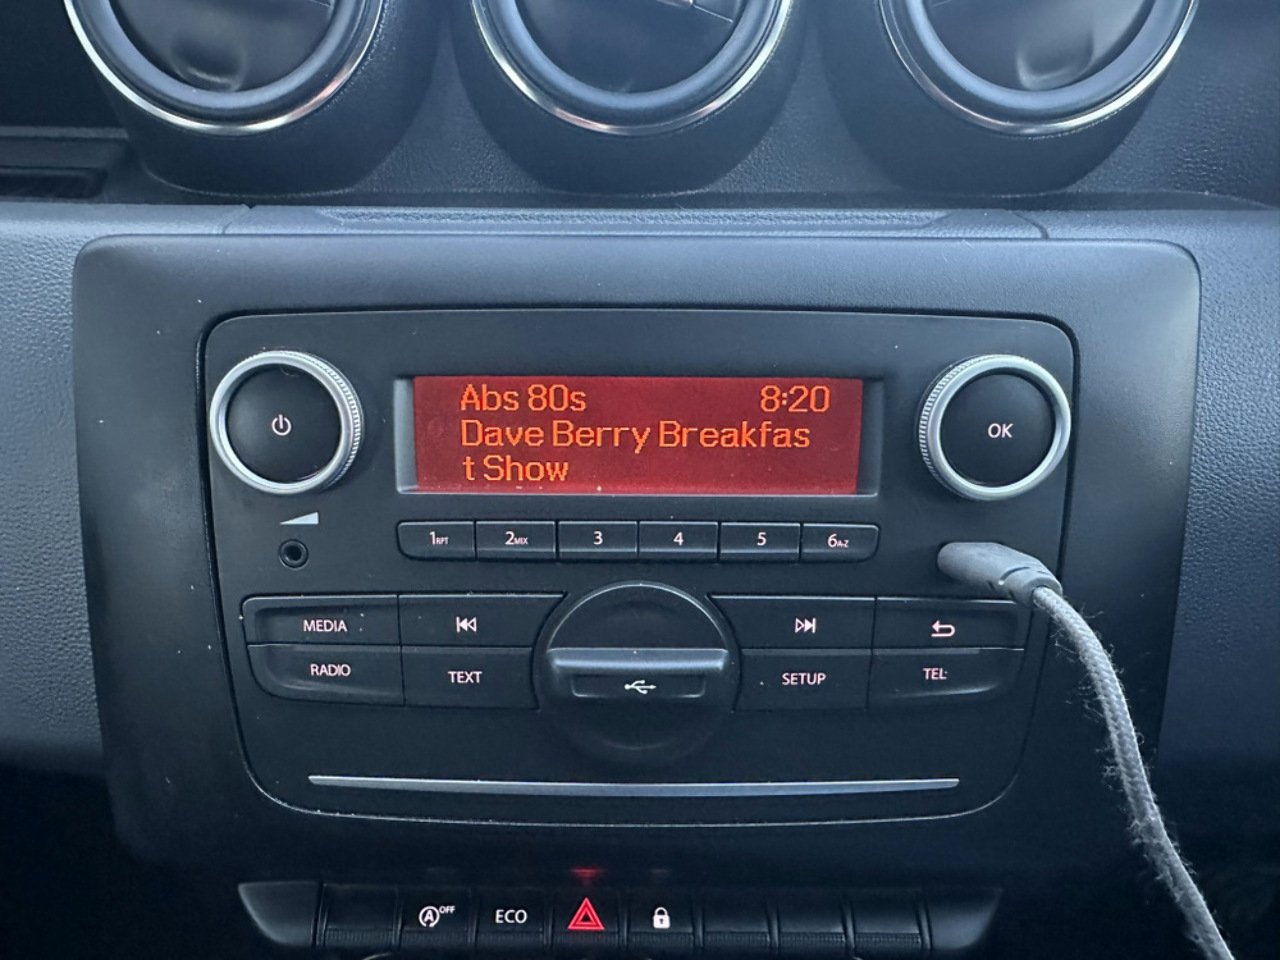 Abs 80s 8:20
Dave Berry Breakfas
t Show
OK
1RPT 2MIX 3 4 5 6A-Z
MEDIA
RADIO TEXT SETUP TEL
A OFF ECO